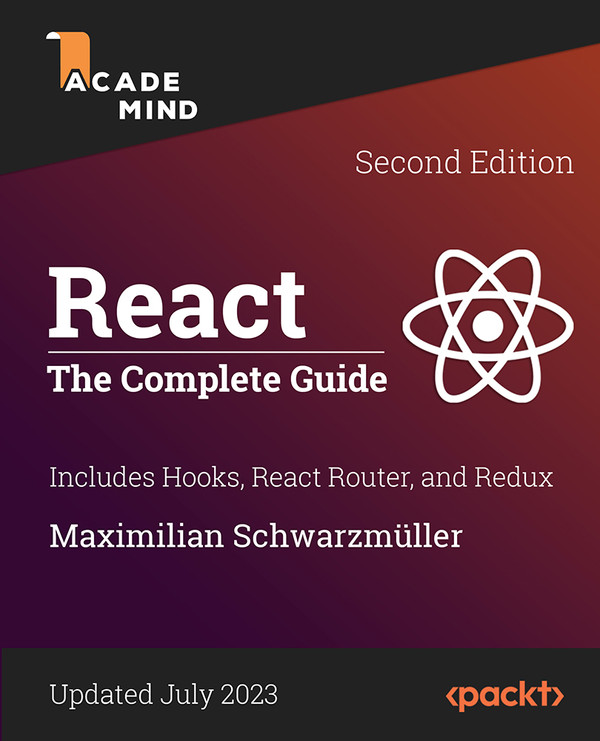 ACADE
MIND
Second Edition
React
The Complete Guide
Includes Hooks, React Router, and Redux
Maximilian Schwarzmüller
Updated July 2023
<packt>